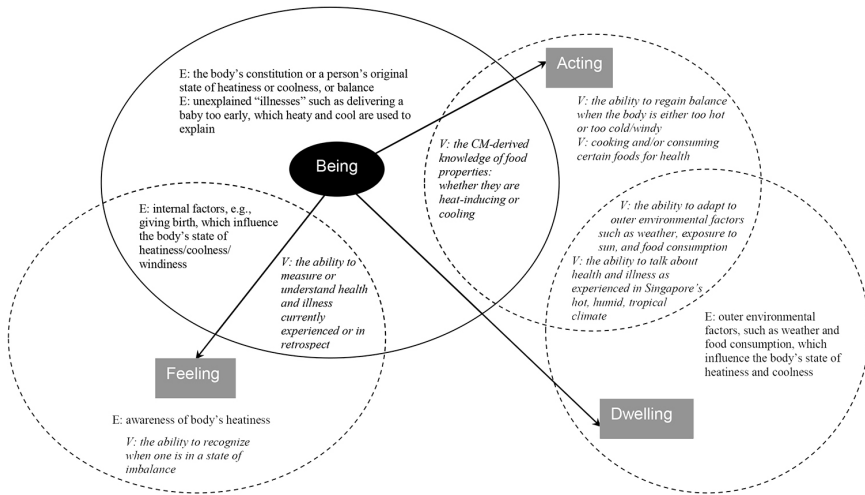 E: the body's constitution or a person's original
state of heatiness or coolness, or balance
E: unexplained "illnesses" such as delivering a
baby too early, which heaty and cool are used to
explain
Being
Acting
V: the ability to regain balance
when the body is either too hot
or too cold/windy
V: cooking and/or consuming
certain foods for health
V: the CM-derived
knowledge of food
properties:
whether they are
heat-inducing or
cooling
E: internal factors, e.g.,
giving birth, which influence
the body's state of
heatiness/coolness/
windiness
V: the ability to
measure or
understand health
and illness
currently
experienced or in
retrospect
V: the ability to adapt to
outer environmental factors
such as weather, exposure to
sun, and food consumption
V: the ability to talk about
health and illness as
experienced in Singapore's
hot, humid, tropical
climate
E: outer environmental
factors, such as weather and
food consumption, which
influence the body's state of
heatiness and coolness
Feeling
E: awareness of body's heatiness
V: the ability to recognize
when one is in a state of
imbalance
Dwelling